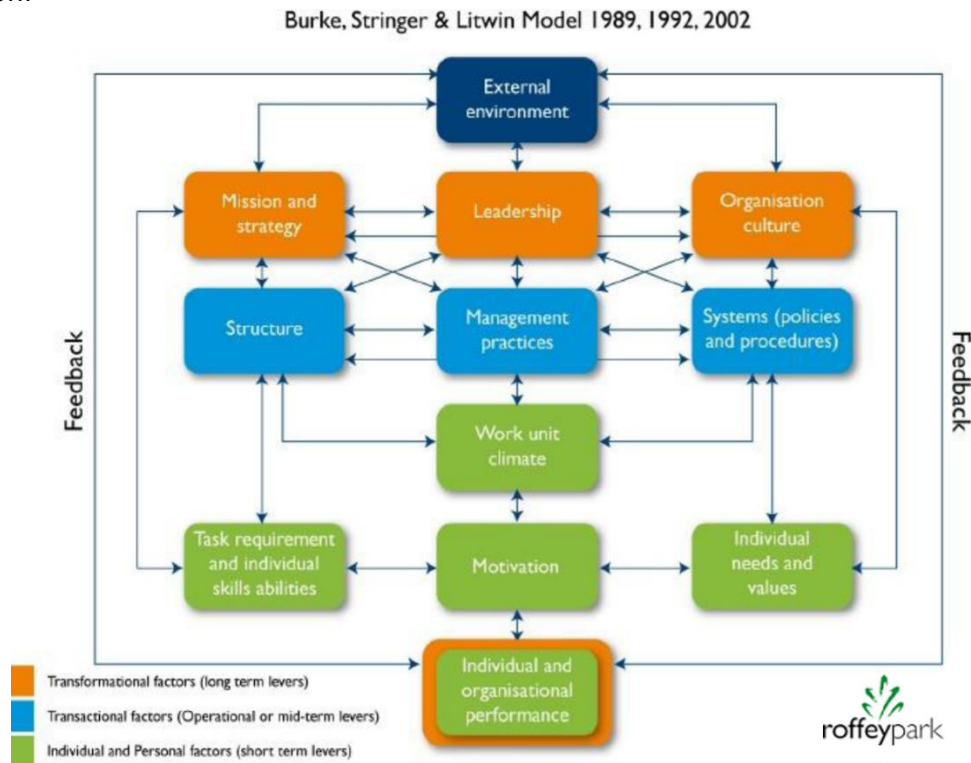 Burke, Stringer & Litwin Model 1989, 1992, 2002
External
environment
Mission and
strategy
Leadership
Organisation
culture
Structure
Management
practices
Systems (policies
and procedures)
Feedback
Feedback
Work unit
climate
Task requirement
and individual
skills abilities
Motivation
Individual
needs and
values
Individual and
organisational
performance
Transformational factors (long term levers)
Transactional factors (Operational or mid-term levers)
Individual and Personal factors (short term levers)
roffeypark